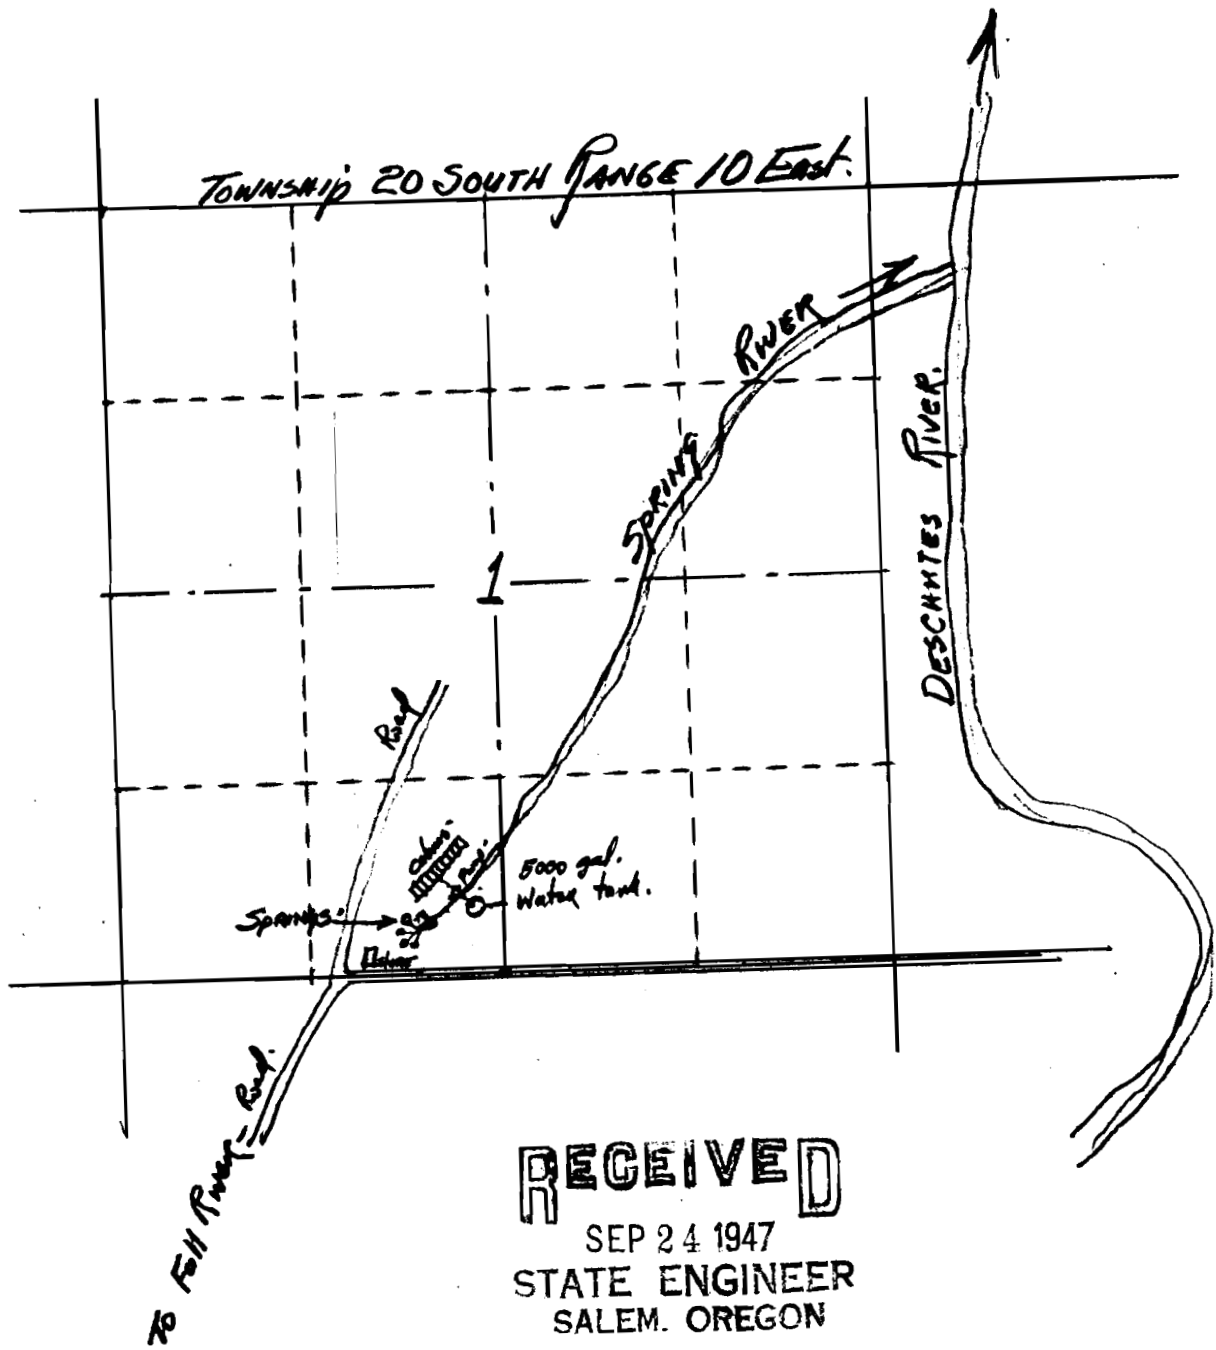 TOWNSHIP 20 SOUTH RANGE 10 East.
RIVER
SPRING
DESCHUTES RIVER.
1
Road
Cabins-
Pump-
5000 gal.
Water tank.
SPRINGS-
Road.
To Fall River-
RECEIVED
SEP 24 1947
STATE ENGINEER
SALEM. OREGON